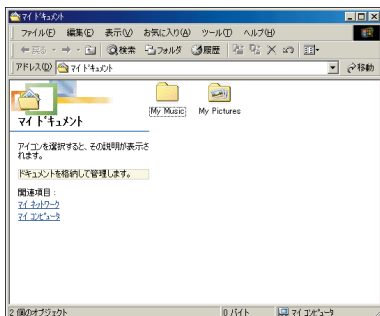 マイ ドキュメント
ファイル(F) 編集(E) 表示(V) お気に入り(A) ツール(T) ヘルプ(H)
戻る 検索 フォルダ 履歴
アドレス(D) マイ ドキュメント 移動
マイ ドキュメント
My Music My Pictures
アイコンを選択すると、その説明が表示さ
れます。
ドキュメントを格納して管理します。
関連項目:
マイ ネットワーク
マイ コンピュータ
2 個のオブジェクト 0 バイト マイ コンピュータ